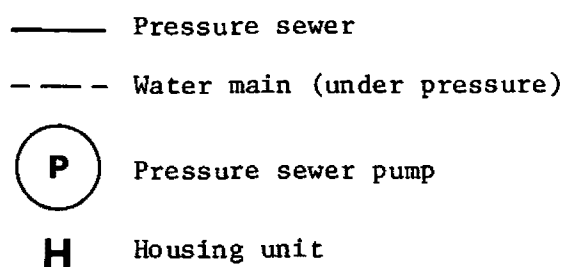 Pressure sewer
Water main (under pressure)
P Pressure sewer pump
H Housing unit